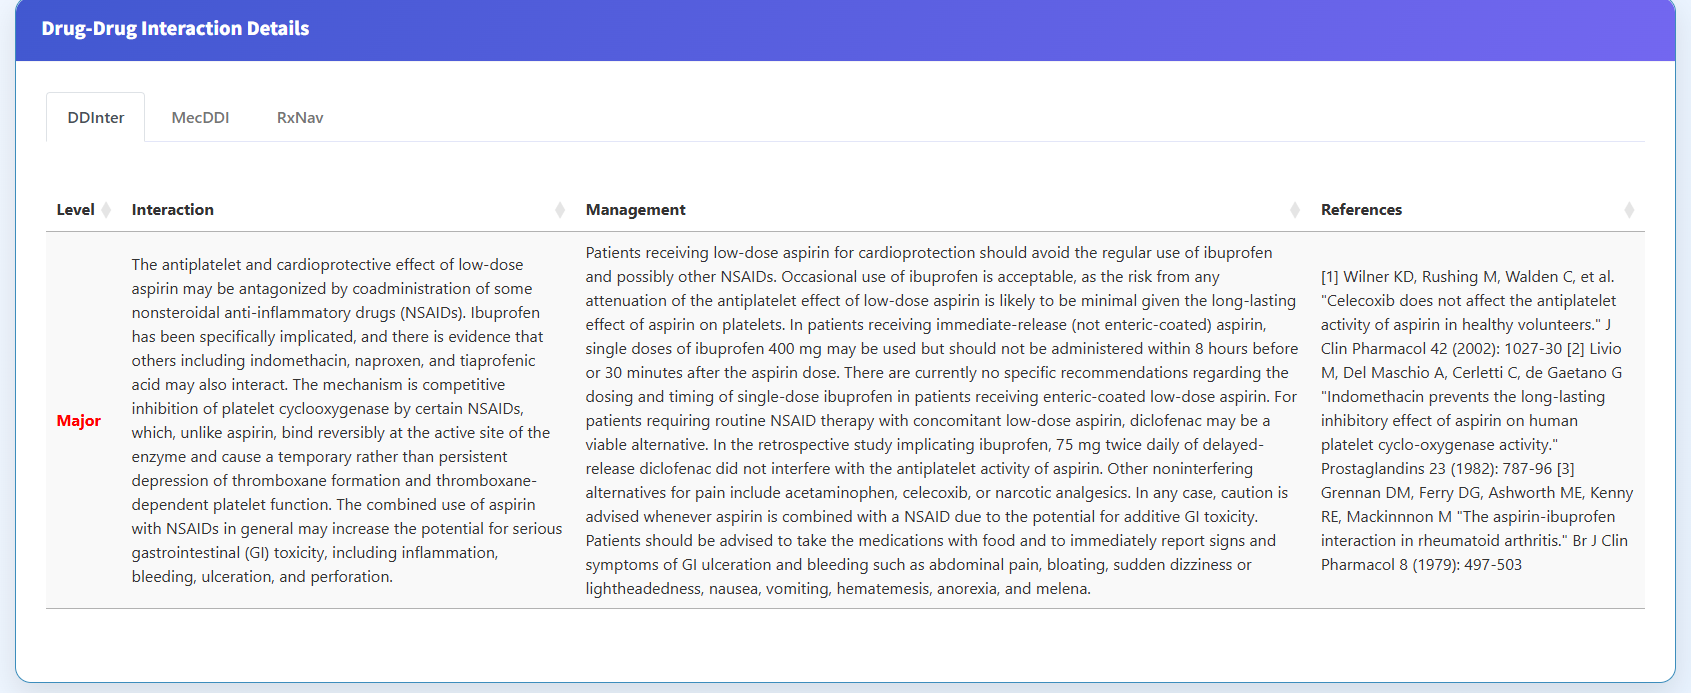 Drug-Drug Interaction Details
DDInter
MecDDI
RxNav
Level
Interaction
Management
References
Major
The antiplatelet and cardioprotective effect of low-dose
aspirin may be antagonized by coadministration of some
nonsteroidal anti-inflammatory drugs (NSAIDs). Ibuprofen
has been specifically implicated, and there is evidence that
others including indomethacin, naproxen, and tiaprofenic
acid may also interact. The mechanism is competitive
inhibition of platelet cyclooxygenase by certain NSAIDs,
which, unlike aspirin, bind reversibly at the active site of the
enzyme and cause a temporary rather than persistent
depression of thromboxane formation and thromboxane-
dependent platelet function. The combined use of aspirin
with NSAIDs in general may increase the potential for serious
gastrointestinal (GI) toxicity, including inflammation,
bleeding, ulceration, and perforation.
Patients receiving low-dose aspirin for cardioprotection should avoid the regular use of ibuprofen
and possibly other NSAIDs. Occasional use of ibuprofen is acceptable, as the risk from any
attenuation of the antiplatelet effect of low-dose aspirin is likely to be minimal given the long-lasting
effect of aspirin on platelets. In patients receiving immediate-release (not enteric-coated) aspirin,
single doses of ibuprofen 400 mg may be used but should not be administered within 8 hours before
or 30 minutes after the aspirin dose. There are currently no specific recommendations regarding the
dosing and timing of single-dose ibuprofen in patients receiving enteric-coated low-dose aspirin. For
patients requiring routine NSAID therapy with concomitant low-dose aspirin, diclofenac may be a
viable alternative. In the retrospective study implicating ibuprofen, 75 mg twice daily of delayed-
release diclofenac did not interfere with the antiplatelet activity of aspirin. Other noninterfering
alternatives for pain include acetaminophen, celecoxib, or narcotic analgesics. In any case, caution is
advised whenever aspirin is combined with a NSAID due to the potential for additive GI toxicity.
Patients should be advised to take the medications with food and to immediately report signs and
symptoms of GI ulceration and bleeding such as abdominal pain, bloating, sudden dizziness or
lightheadedness, nausea, vomiting, hematemesis, anorexia, and melena.
[1] Wilner KD, Rushing M, Walden C, et al.
"Celecoxib does not affect the antiplatelet
activity of aspirin in healthy volunteers." J
Clin Pharmacol 42 (2002): 1027-30 [2] Livio
M, Del Maschio A, Cerletti C, de Gaetano G
"Indomethacin prevents the long-lasting
inhibitory effect of aspirin on human
platelet cyclo-oxygenase activity."
Prostaglandins 23 (1982): 787-96 [3]
Grennan DM, Ferry DG, Ashworth ME, Kenny
RE, Mackinnnon M "The aspirin-ibuprofen
interaction in rheumatoid arthritis." Br J Clin
Pharmacol 8 (1979): 497-503